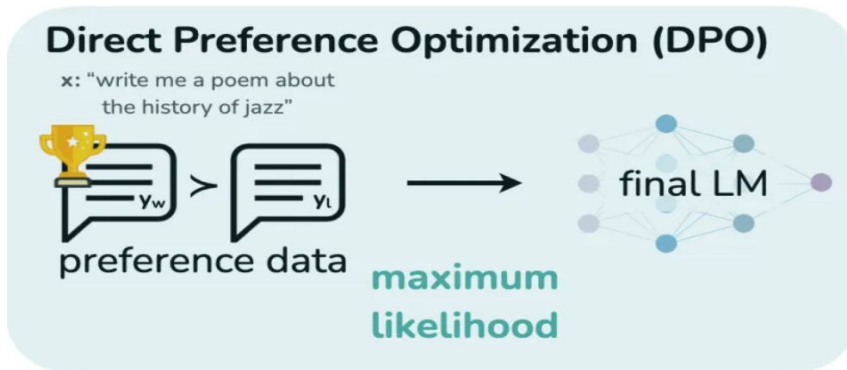 Direct Preference Optimization (DPO)
x: “write me a poem about
the history of jazz”
yw
≻
yl
preference data
maximum
likelihood
final LM